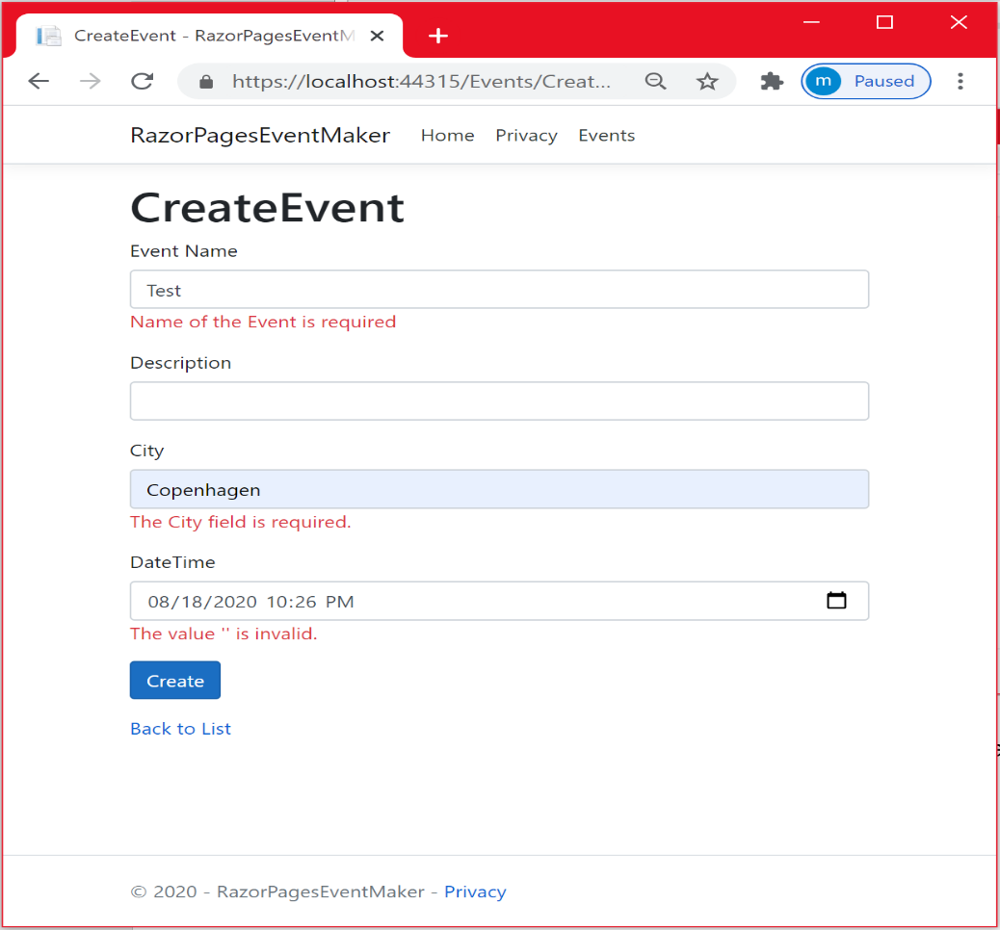 CreateEvent - RazorPagesEventM
https://localhost:44315/Events/Creat...
m Paused
RazorPagesEventMaker Home Privacy Events
CreateEvent
Event Name
Test
Name of the Event is required
Description
City
Copenhagen
The City field is required.
DateTime
08/18/2020 10:26 PM
The value '' is invalid.
Create
Back to List
© 2020 - RazorPagesEventMaker - Privacy